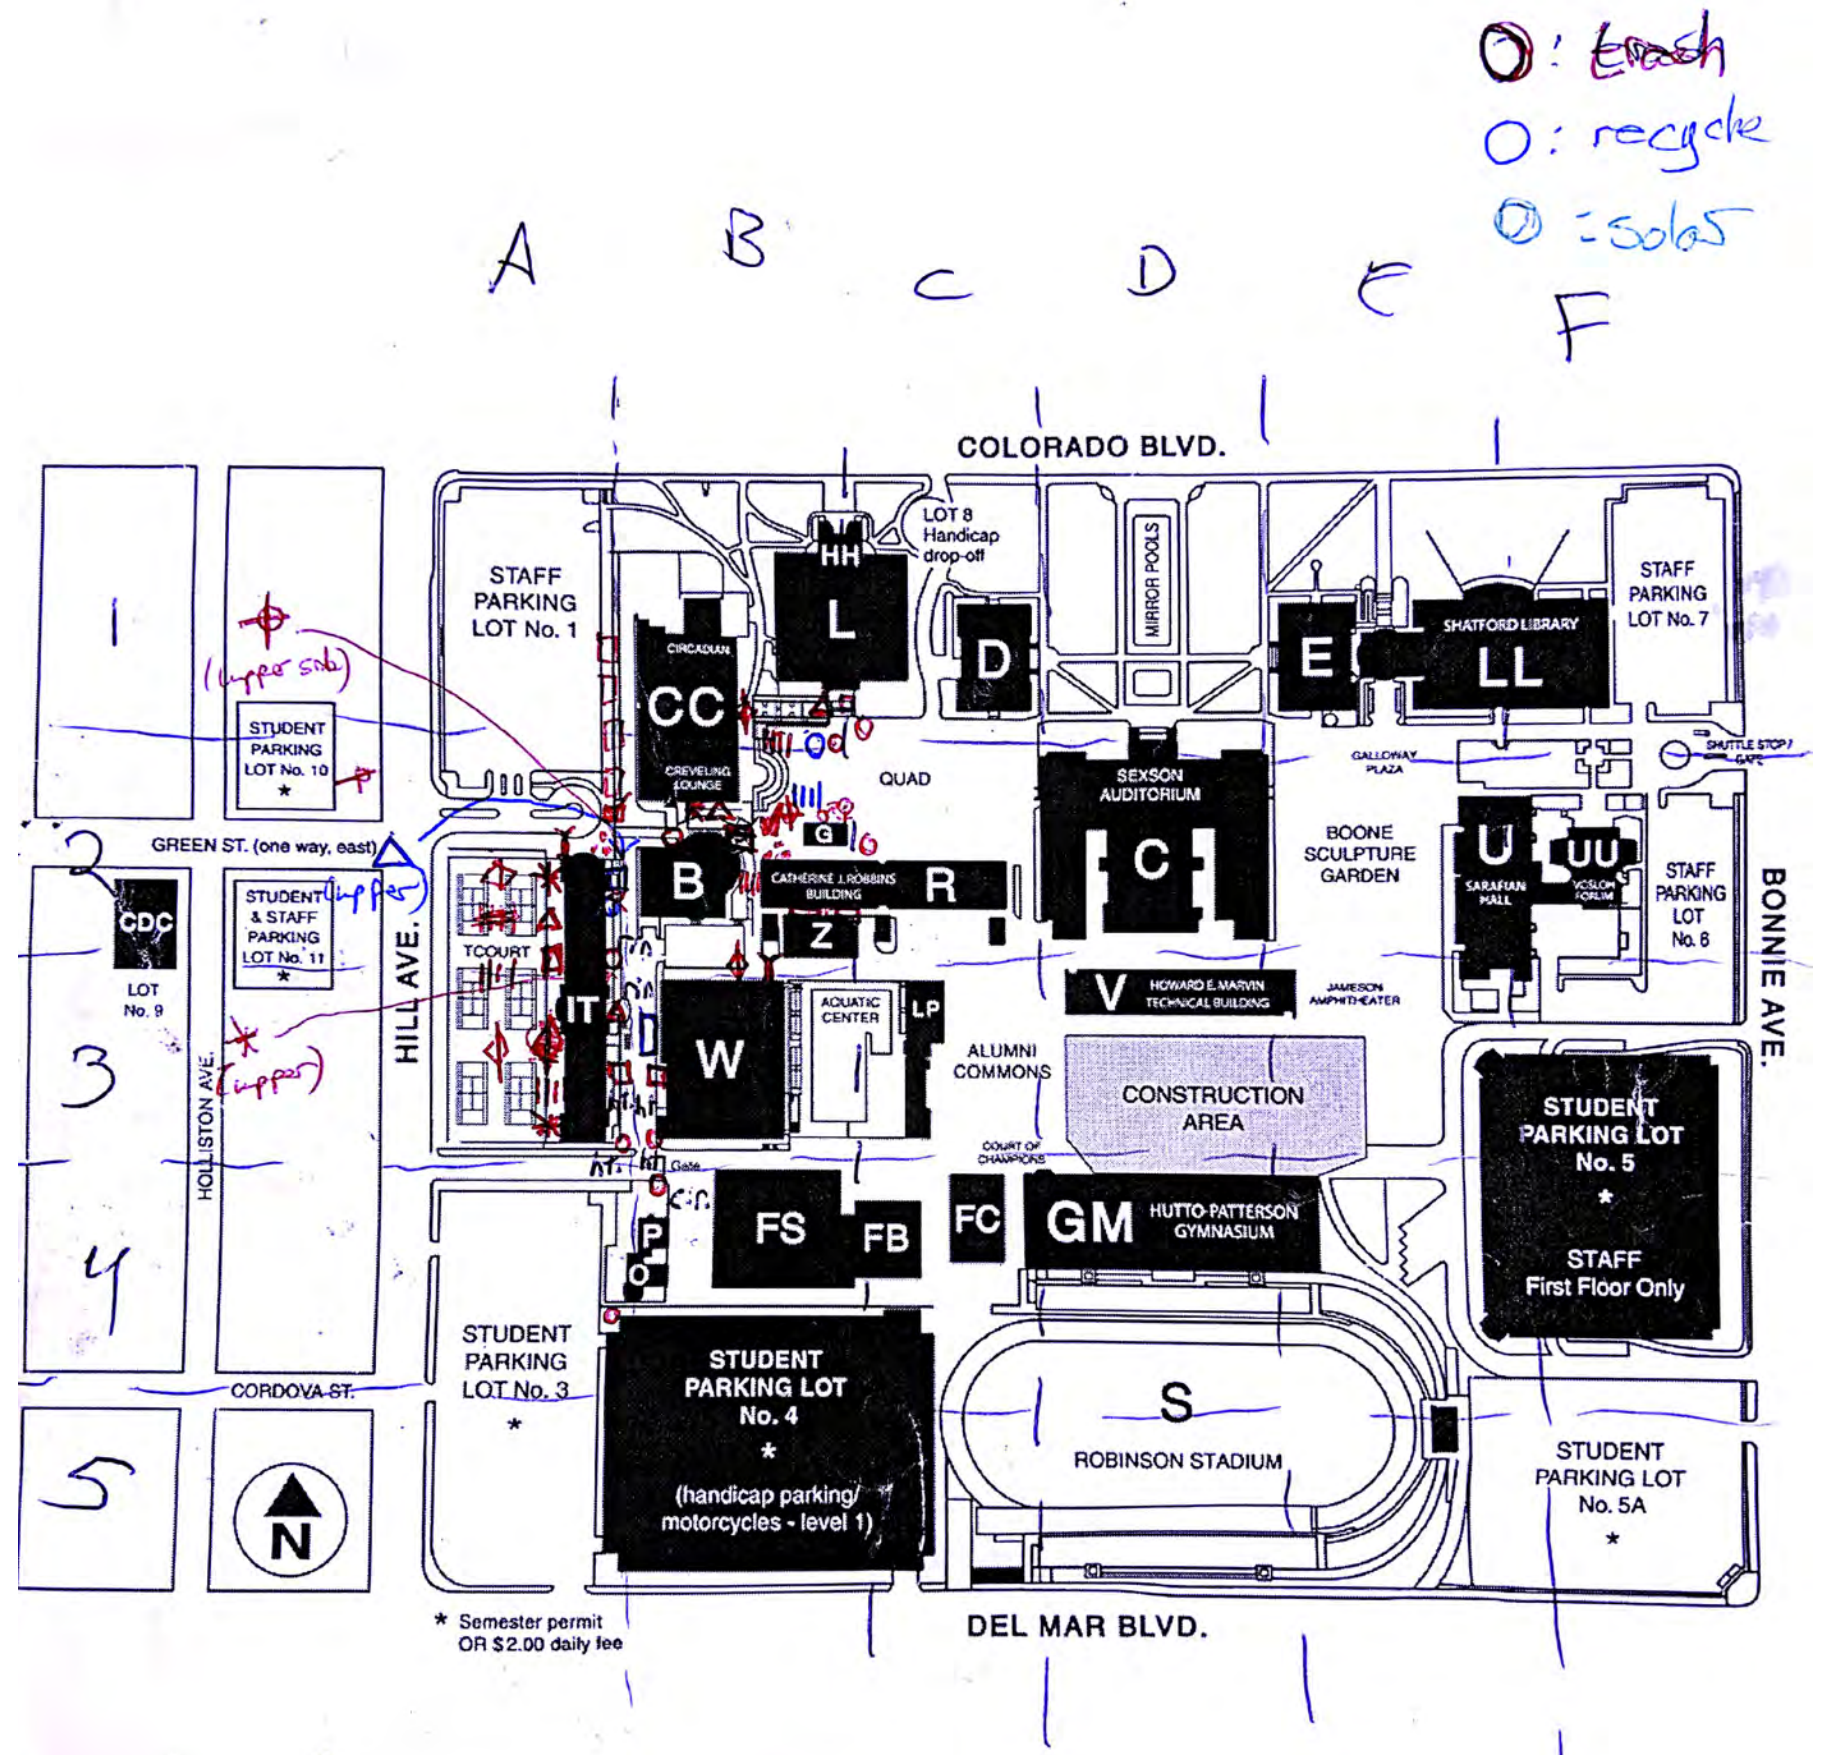 O: trash
O: recycle
O = solar
A
B
C
D
E
F
COLORADO BLVD.
LOT 8
Handicap
drop-off
HH
L
STAFF
PARKING
LOT No. 1
MIRROR POOLS
STAFF
PARKING
LOT No. 7
SHATFORD LIBRARY
LL
E
D
CIRCADIAN
CC
CREVELING
LOUNGE
1
(upper side)
STUDENT
PARKING
LOT No. 10
*
QUAD
SEXSON
AUDITORIUM
C
GALLOWAY
PLAZA
SHUTTLE STOP /
GATE
2
GREEN ST. (one way, east)
(upper)
G
B
CATHERINE J. ROBBINS
BUILDING
R
BOONE
SCULPTURE
GARDEN
U
SARAFIAN
HALL
UU
VOSLOH
FORUM
STAFF
PARKING
LOT
No. 6
BONNIE AVE.
CDC
LOT
No. 9
STUDENT
& STAFF
PARKING
LOT No. 11
*
HILL AVE.
TCOURT
IT
Z
V
HOWARD E. MARVIN
TECHNICAL BUILDING
JAMESON
AMPHITHEATER
W
AQUATIC
CENTER
LP
ALUMNI
COMMONS
CONSTRUCTION
AREA
3
HOLLISTON AVE.
(upper)
STUDENT
PARKING LOT
No. 5
*
STAFF
First Floor Only
COURT OF
CHAMPIONS
Gate
FS
FB
FC
GM
HUTTO-PATTERSON
GYMNASIUM
P
O
4
STUDENT
PARKING
LOT No. 3
*
CORDOVA ST.
STUDENT
PARKING LOT
No. 4
*
(handicap parking/
motorcycles - level 1)
S
ROBINSON STADIUM
STUDENT
PARKING LOT
No. 5A
*
5
N
* Semester permit
OR $2.00 daily fee
DEL MAR BLVD.